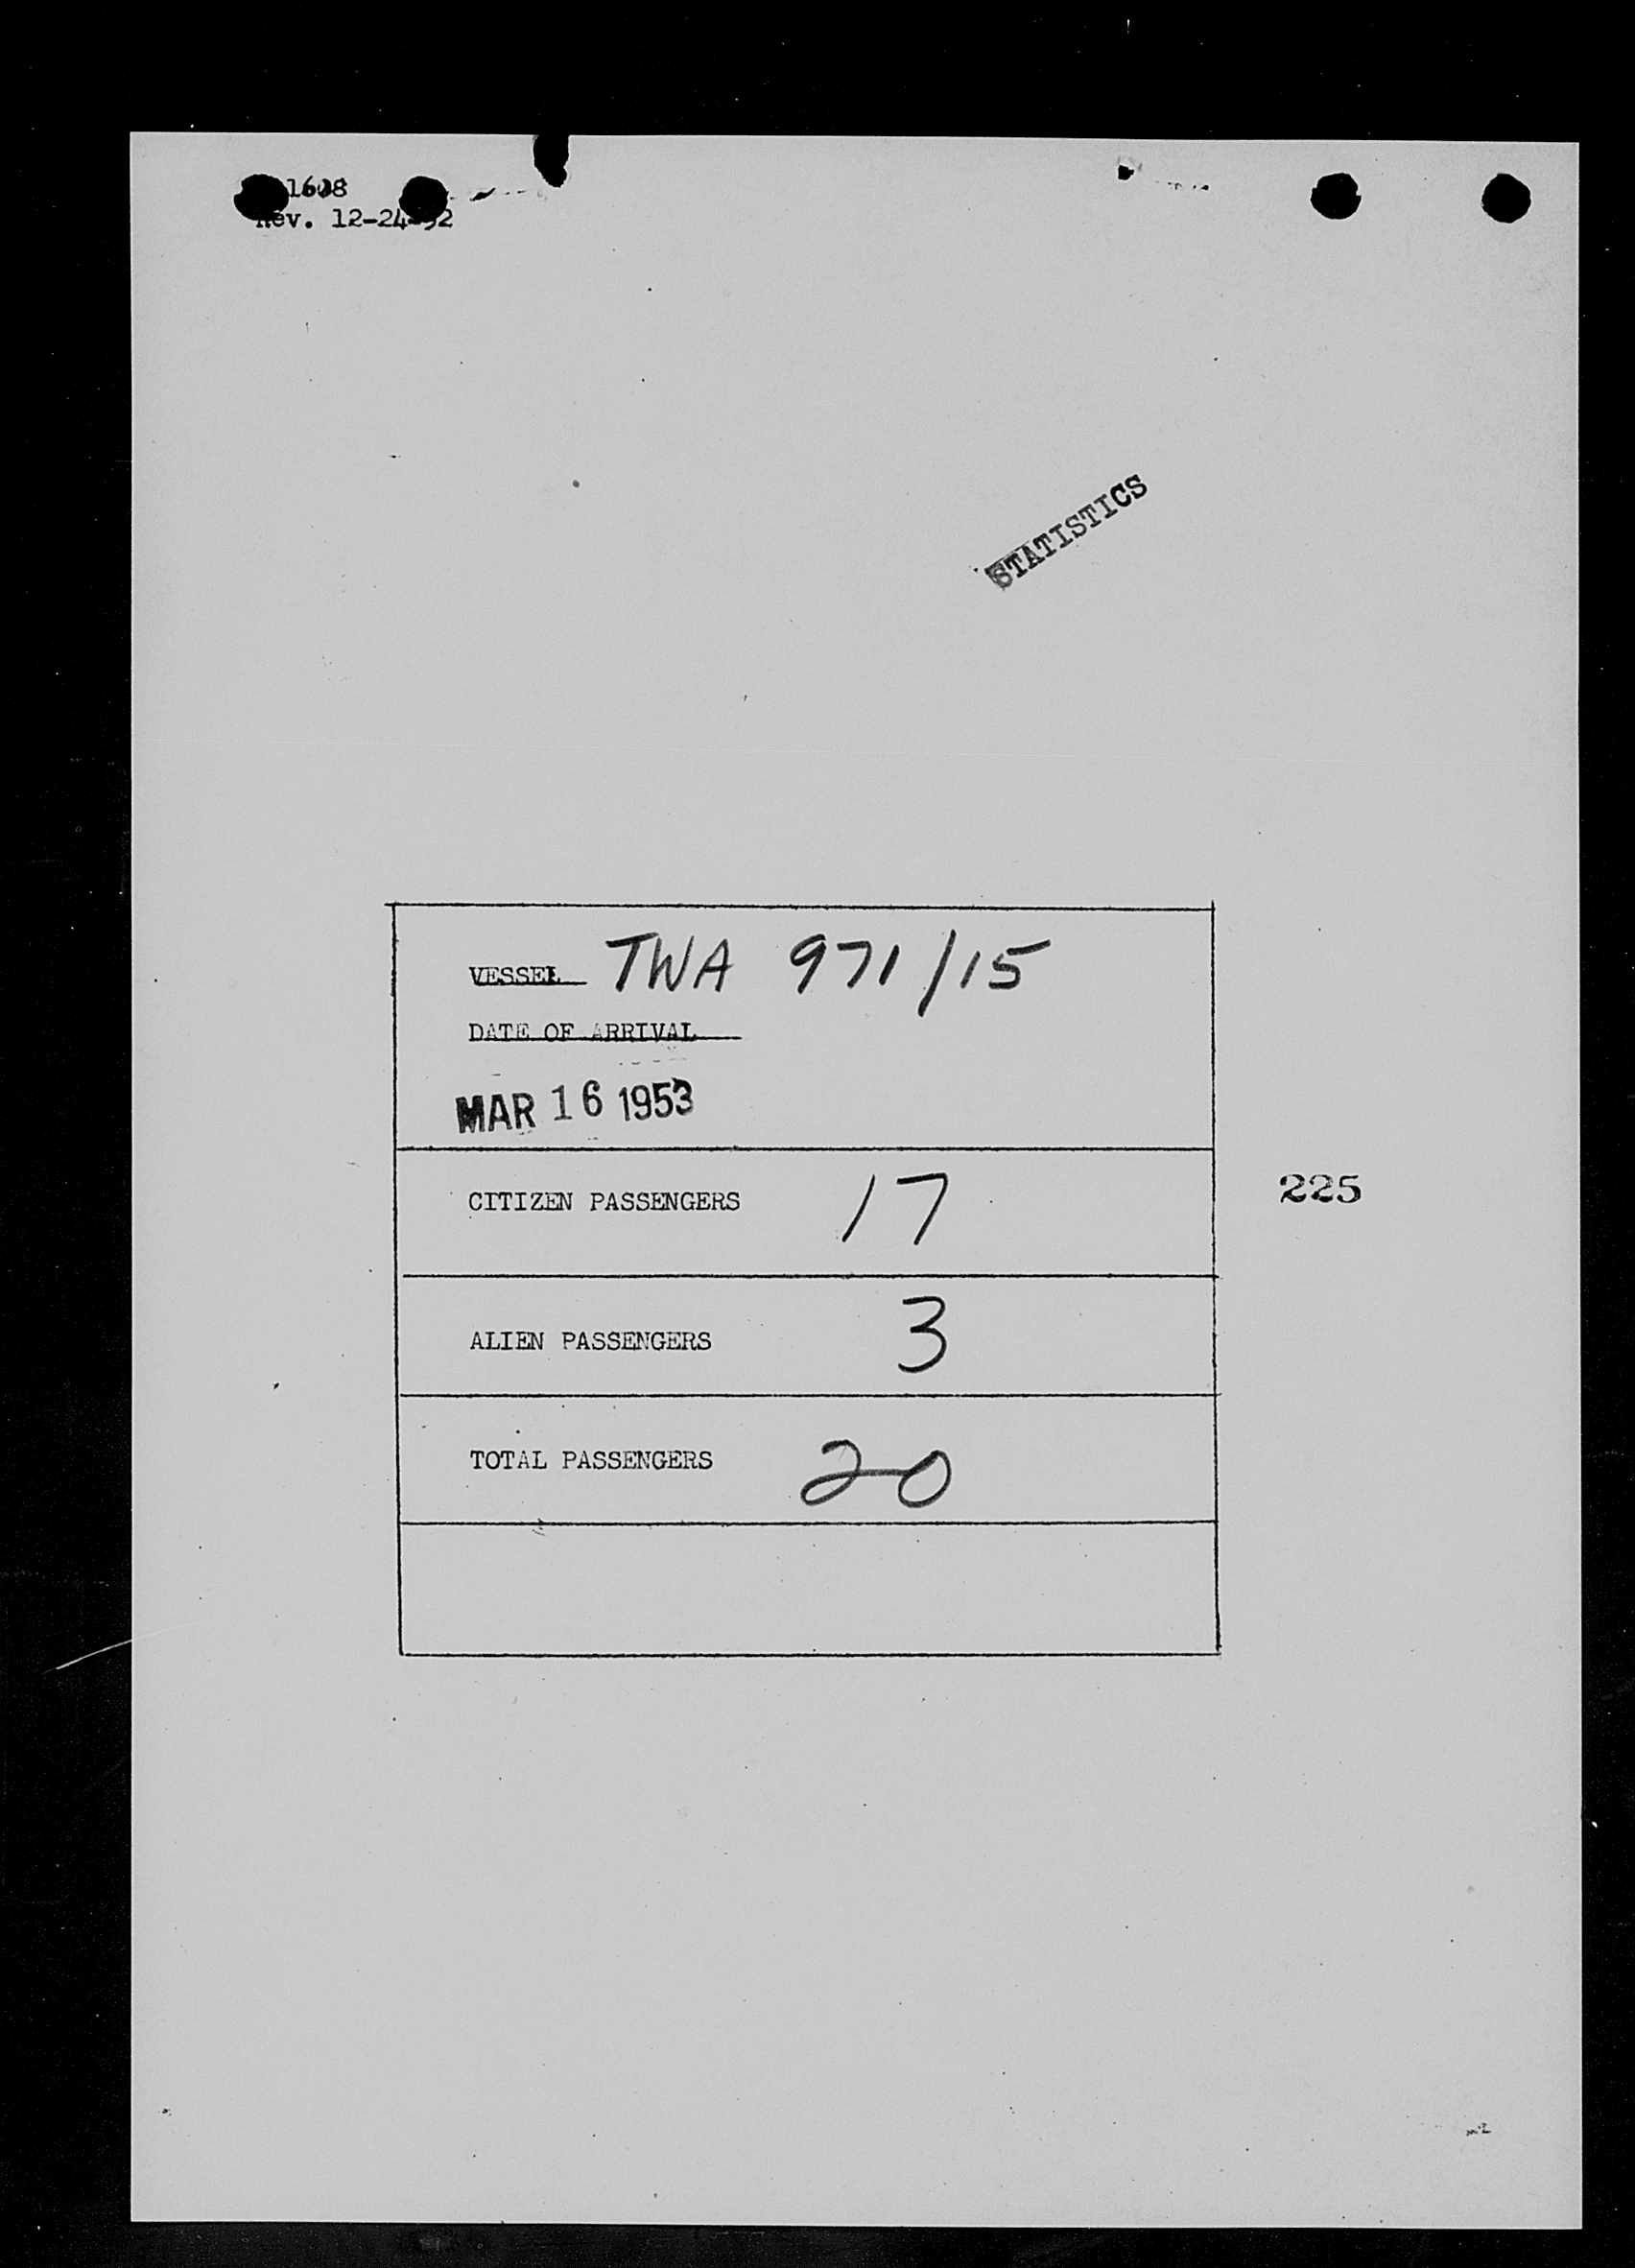 1608
Rev. 12-24-52
STATISTICS
VESSEL TWA 971/15
DATE OF ARRIVAL
MAR 16 1953
CITIZEN PASSENGERS 17
225
ALIEN PASSENGERS 3
TOTAL PASSENGERS 20